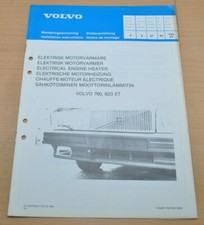 VOLVO
Monteringsanvisning Einbauanleitung
Installation instructions Notice de montage
ELEKTRISK MOTORVÄRMARE
ELEKTRISK MOTORVARMER
ELECTRICAL ENGINE HEATER
ELEKTRISCHE MOTORHEIZUNG
CHAUFFE-MOTEUR ELECTRIQUE
SÄHKÖTOIMINEN MOOTTORINLÄMMITIN
VOLVO 760, B23 ET